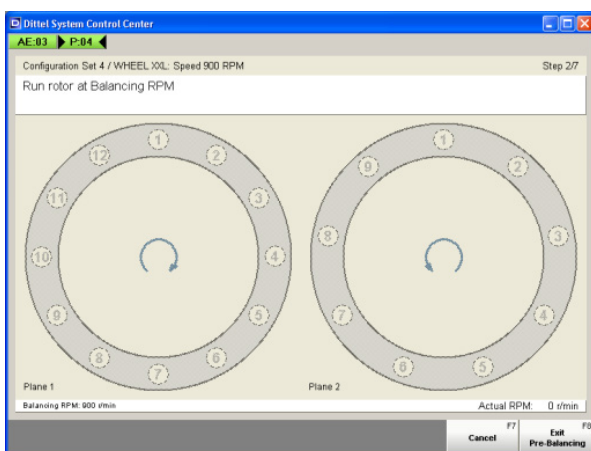 Dittel System Control Center
AE:03 P:04
Configuration Set 4 / WHEEL XXL: Speed 900 RPM Step 2/7
Run rotor at Balancing RPM
1 2 3 4 5 6 7 8 9 10 11 12
Plane 1
1 2 3 4 5 6 7 8 9
Plane 2
Balancing RPM: 900 r/min Actual RPM: 0 r/min
F7 F8
Cancel Exit
Pre-Balancing